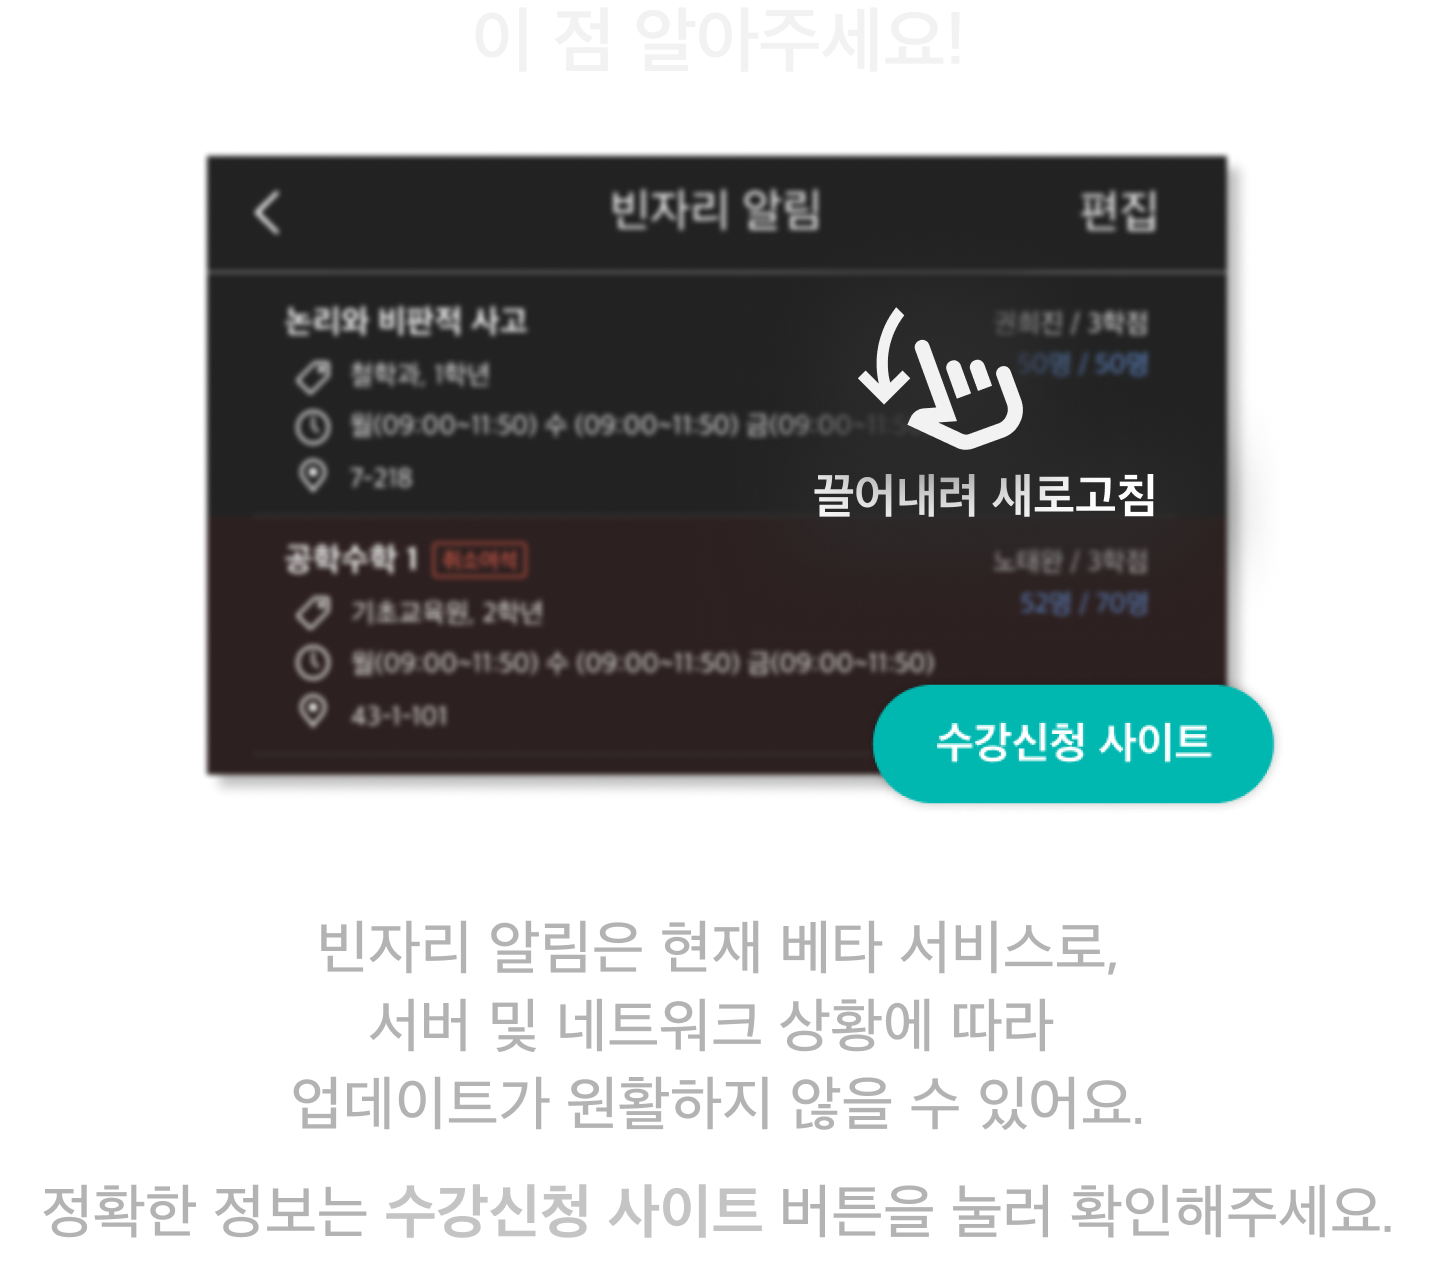 이 점 알아주세요!
빈자리 알림
편집
논리와 비판적 사고
권희진 / 3학점
50명 / 50명
철학과, 1학년
월(09:00~11:50) 수 (09:00~11:50) 금(09:00~11:50
7-218
끌어내려 새로고침
공학수학 1
취소여석
노태완 / 3학점
52명 / 70명
기초교육원, 2학년
월(09:00~11:50) 수 (09:00~11:50) 금(09:00~11:50)
43-1-101
수강신청 사이트
빈자리 알림은 현재 베타 서비스로,
서버 및 네트워크 상황에 따라
업데이트가 원활하지 않을 수 있어요.
정확한 정보는 수강신청 사이트 버튼을 눌러 확인해주세요.